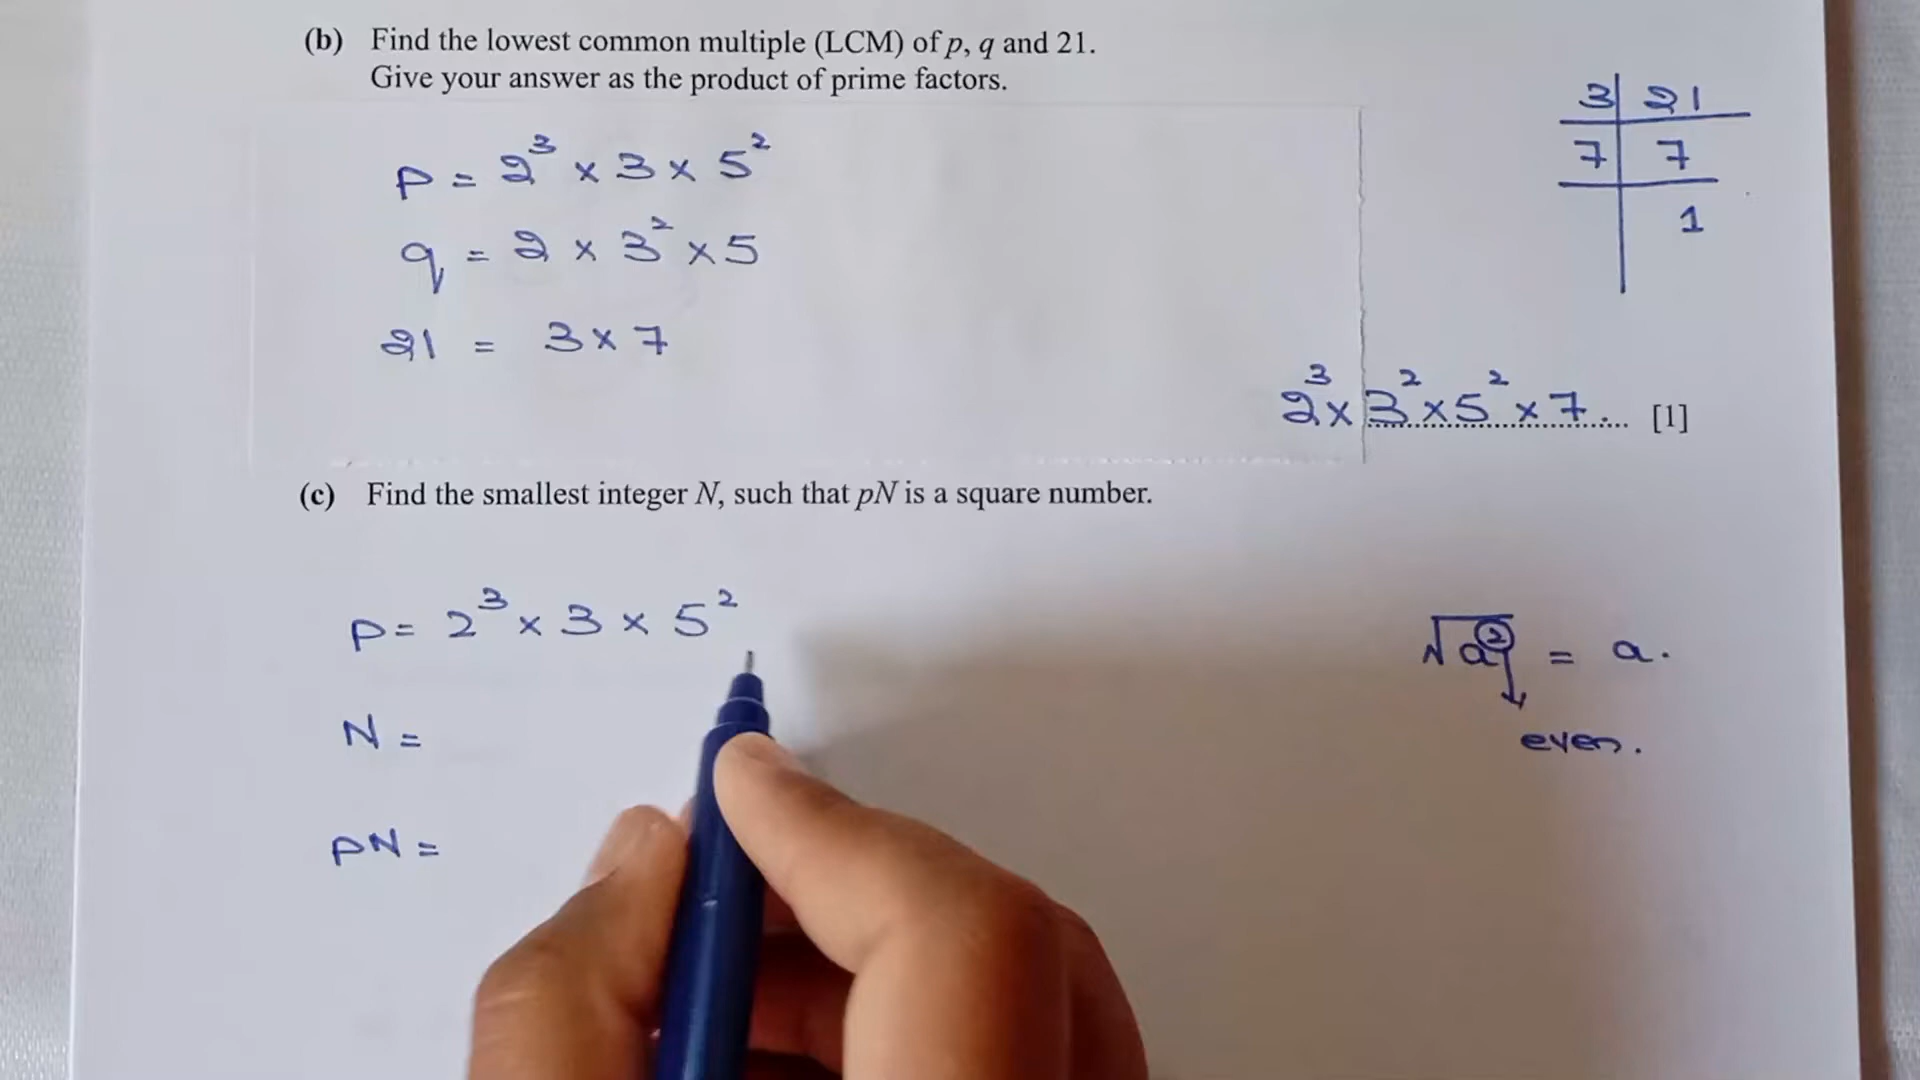 (b) Find the lowest common multiple (LCM) of p, q and 21.
Give your answer as the product of prime factors.
3 | 21
7 | 7
1
P = 2³ × 3 × 5²
q = 2 × 3² × 5
21 = 3 × 7
2³ × 3² × 5² × 7 [1]
(c) Find the smallest integer N, such that pN is a square number.
P = 2³ × 3 × 5²
√a² = a.
even.
N =
PN =